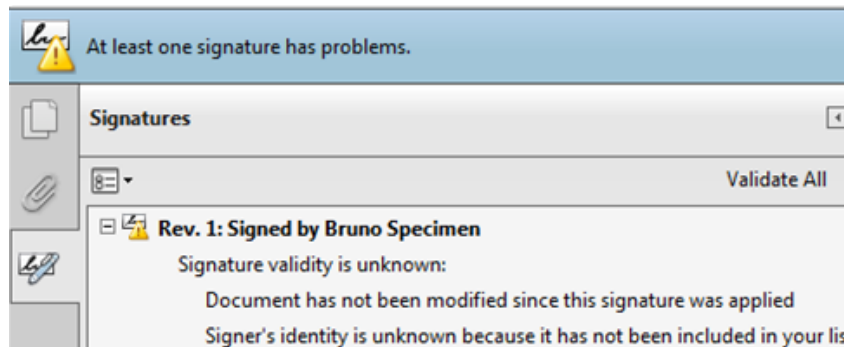 At least one signature has problems.
Signatures
Validate All
Rev. 1: Signed by Bruno Specimen
Signature validity is unknown:
Document has not been modified since this signature was applied
Signer's identity is unknown because it has not been included in your